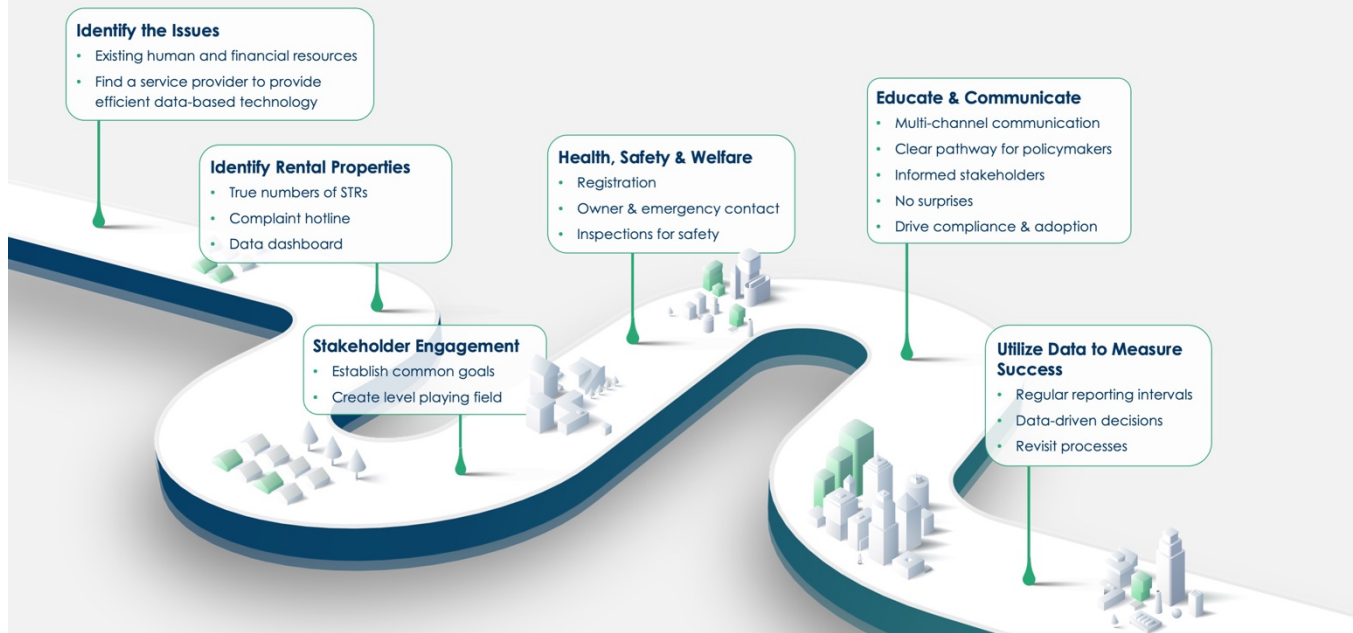 Identify the Issues
• Existing human and financial resources
• Find a service provider to provide
efficient data-based technology
Identify Rental Properties
• True numbers of STRs
• Complaint hotline
• Data dashboard
Stakeholder Engagement
• Establish common goals
• Create level playing field
Health, Safety & Welfare
• Registration
• Owner & emergency contact
• Inspections for safety
Educate & Communicate
• Multi-channel communication
• Clear pathway for policymakers
• Informed stakeholders
• No surprises
• Drive compliance & adoption
Utilize Data to Measure
Success
• Regular reporting intervals
• Data-driven decisions
• Revisit processes